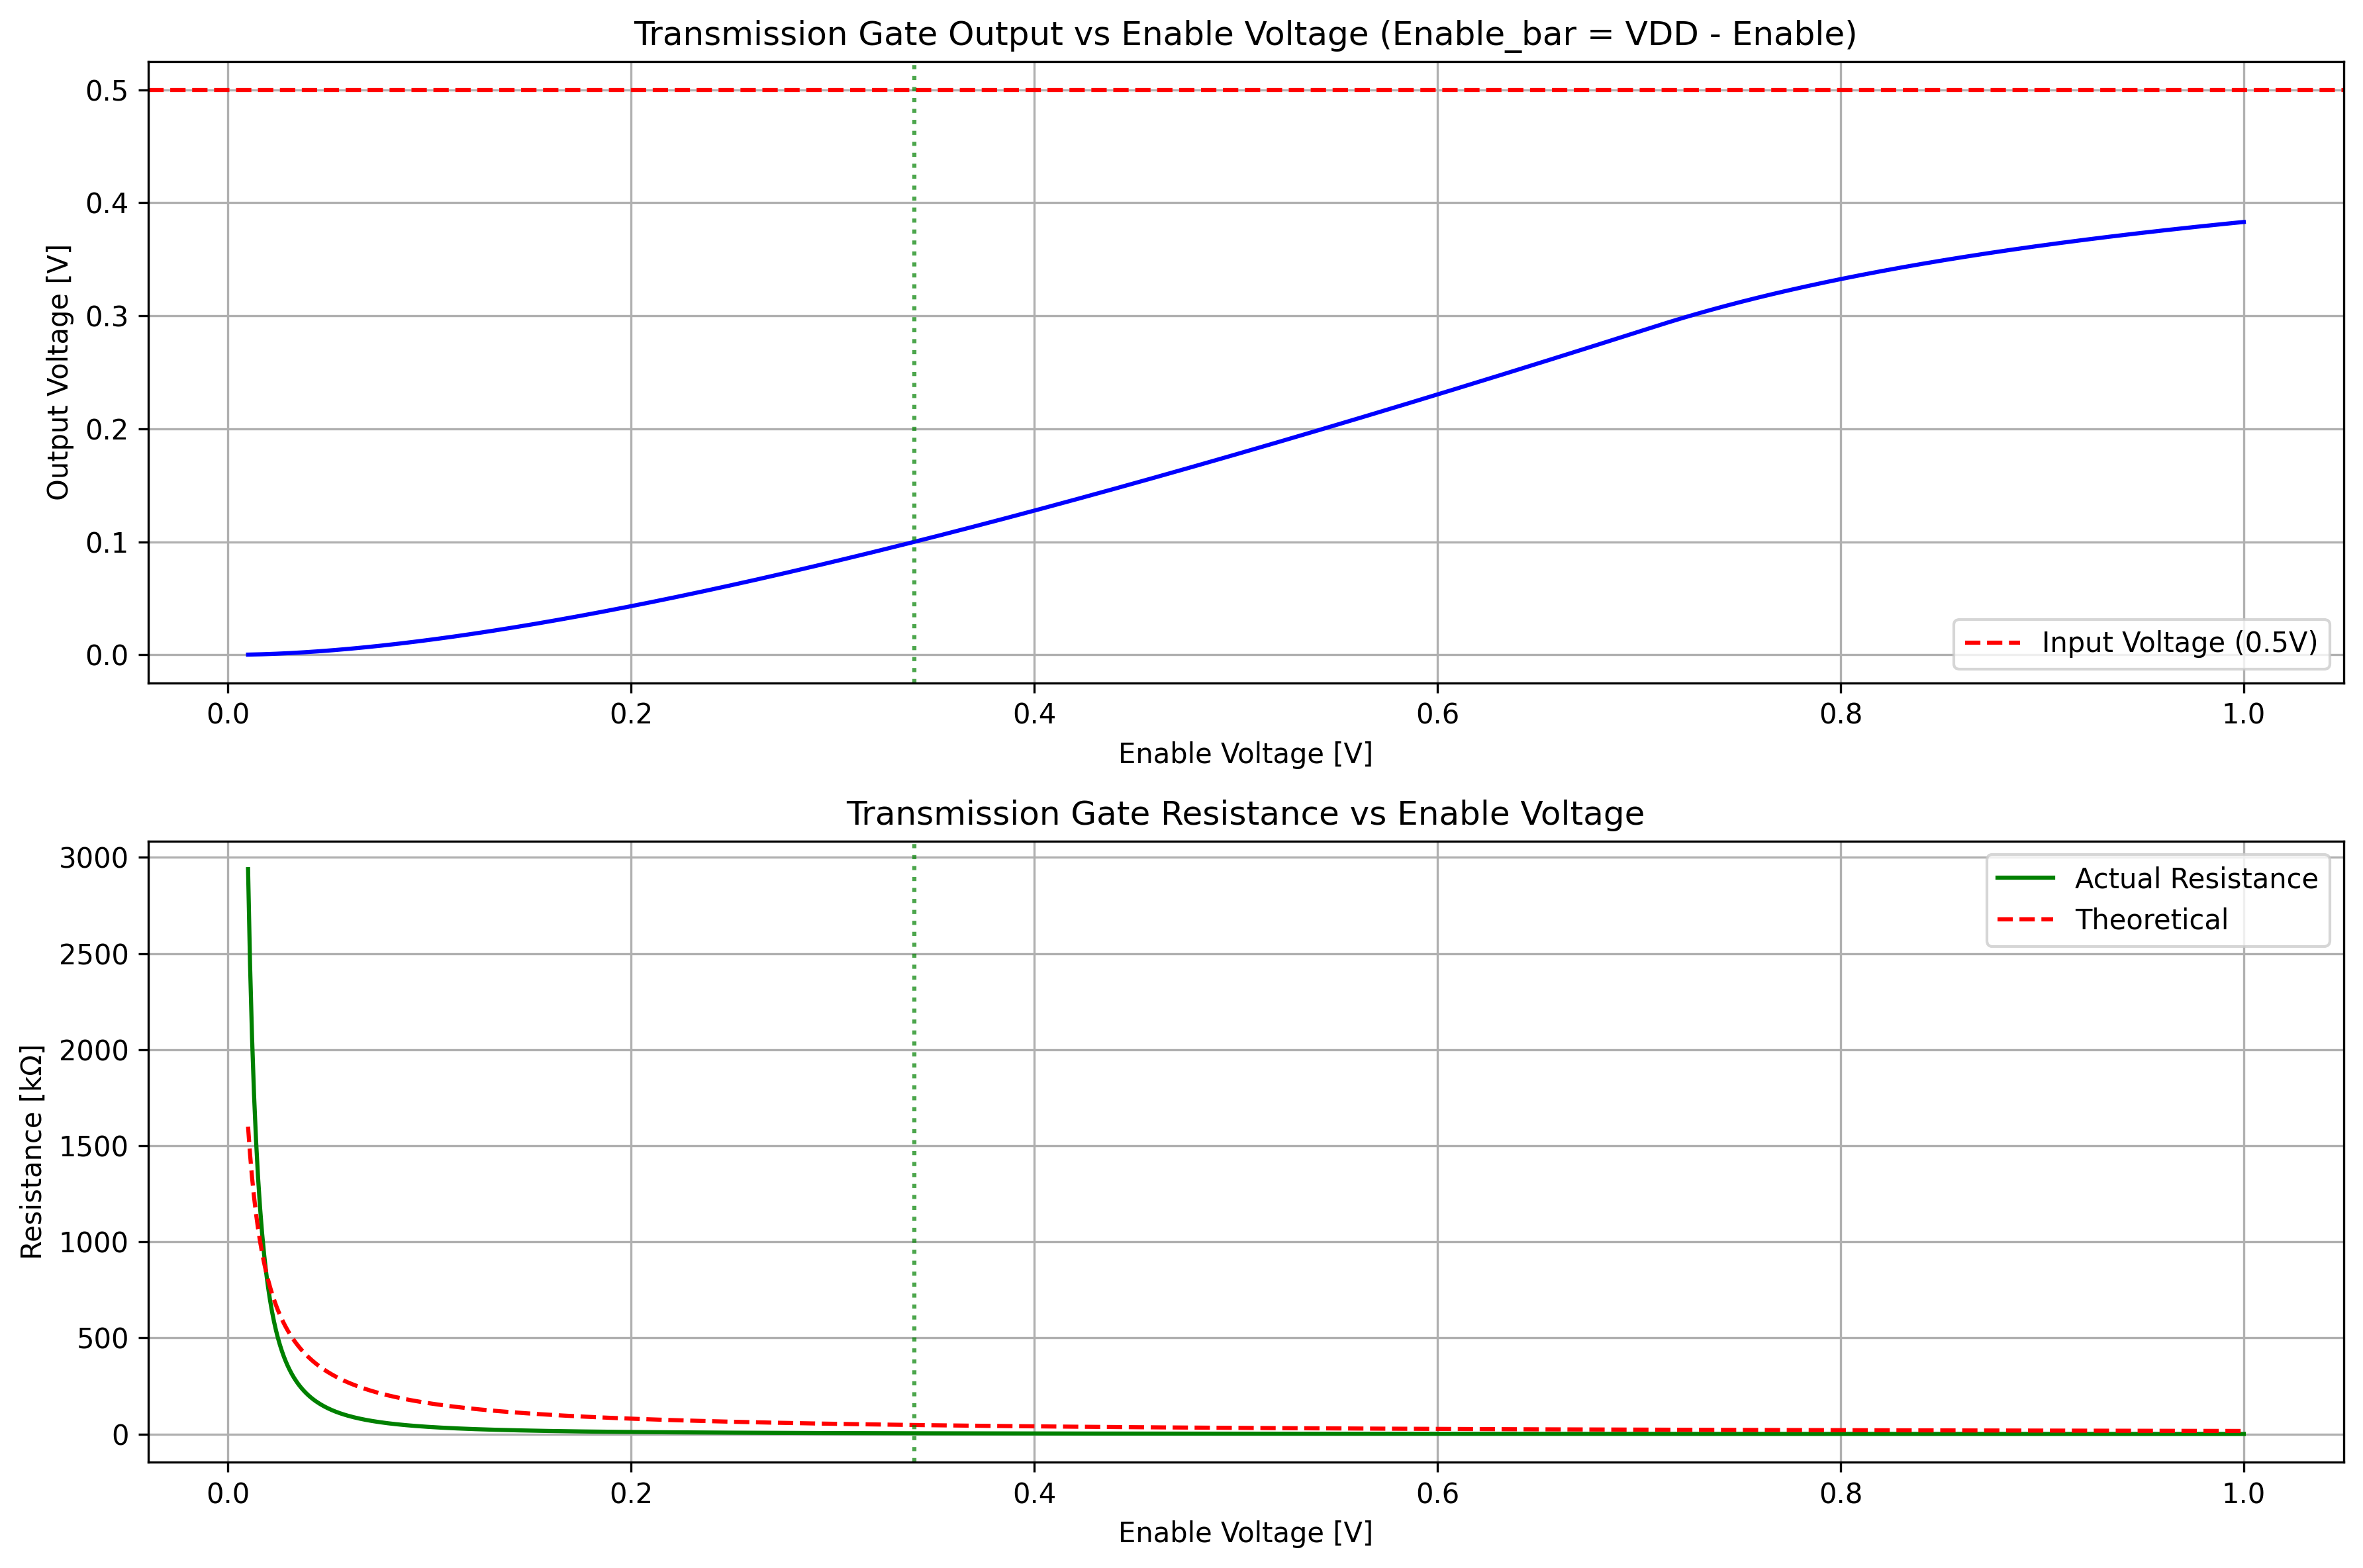 Transmission Gate Output vs Enable Voltage (Enable_bar = VDD - Enable)
Output Voltage [V]
0.5
0.4
0.3
0.2
0.1
0.0
Input Voltage (0.5V)
0.0 0.2 0.4 0.6 0.8 1.0
Enable Voltage [V]
Transmission Gate Resistance vs Enable Voltage
Resistance [kΩ]
3000
2500
2000
1500
1000
500
0
Actual Resistance
Theoretical
0.0 0.2 0.4 0.6 0.8 1.0
Enable Voltage [V]